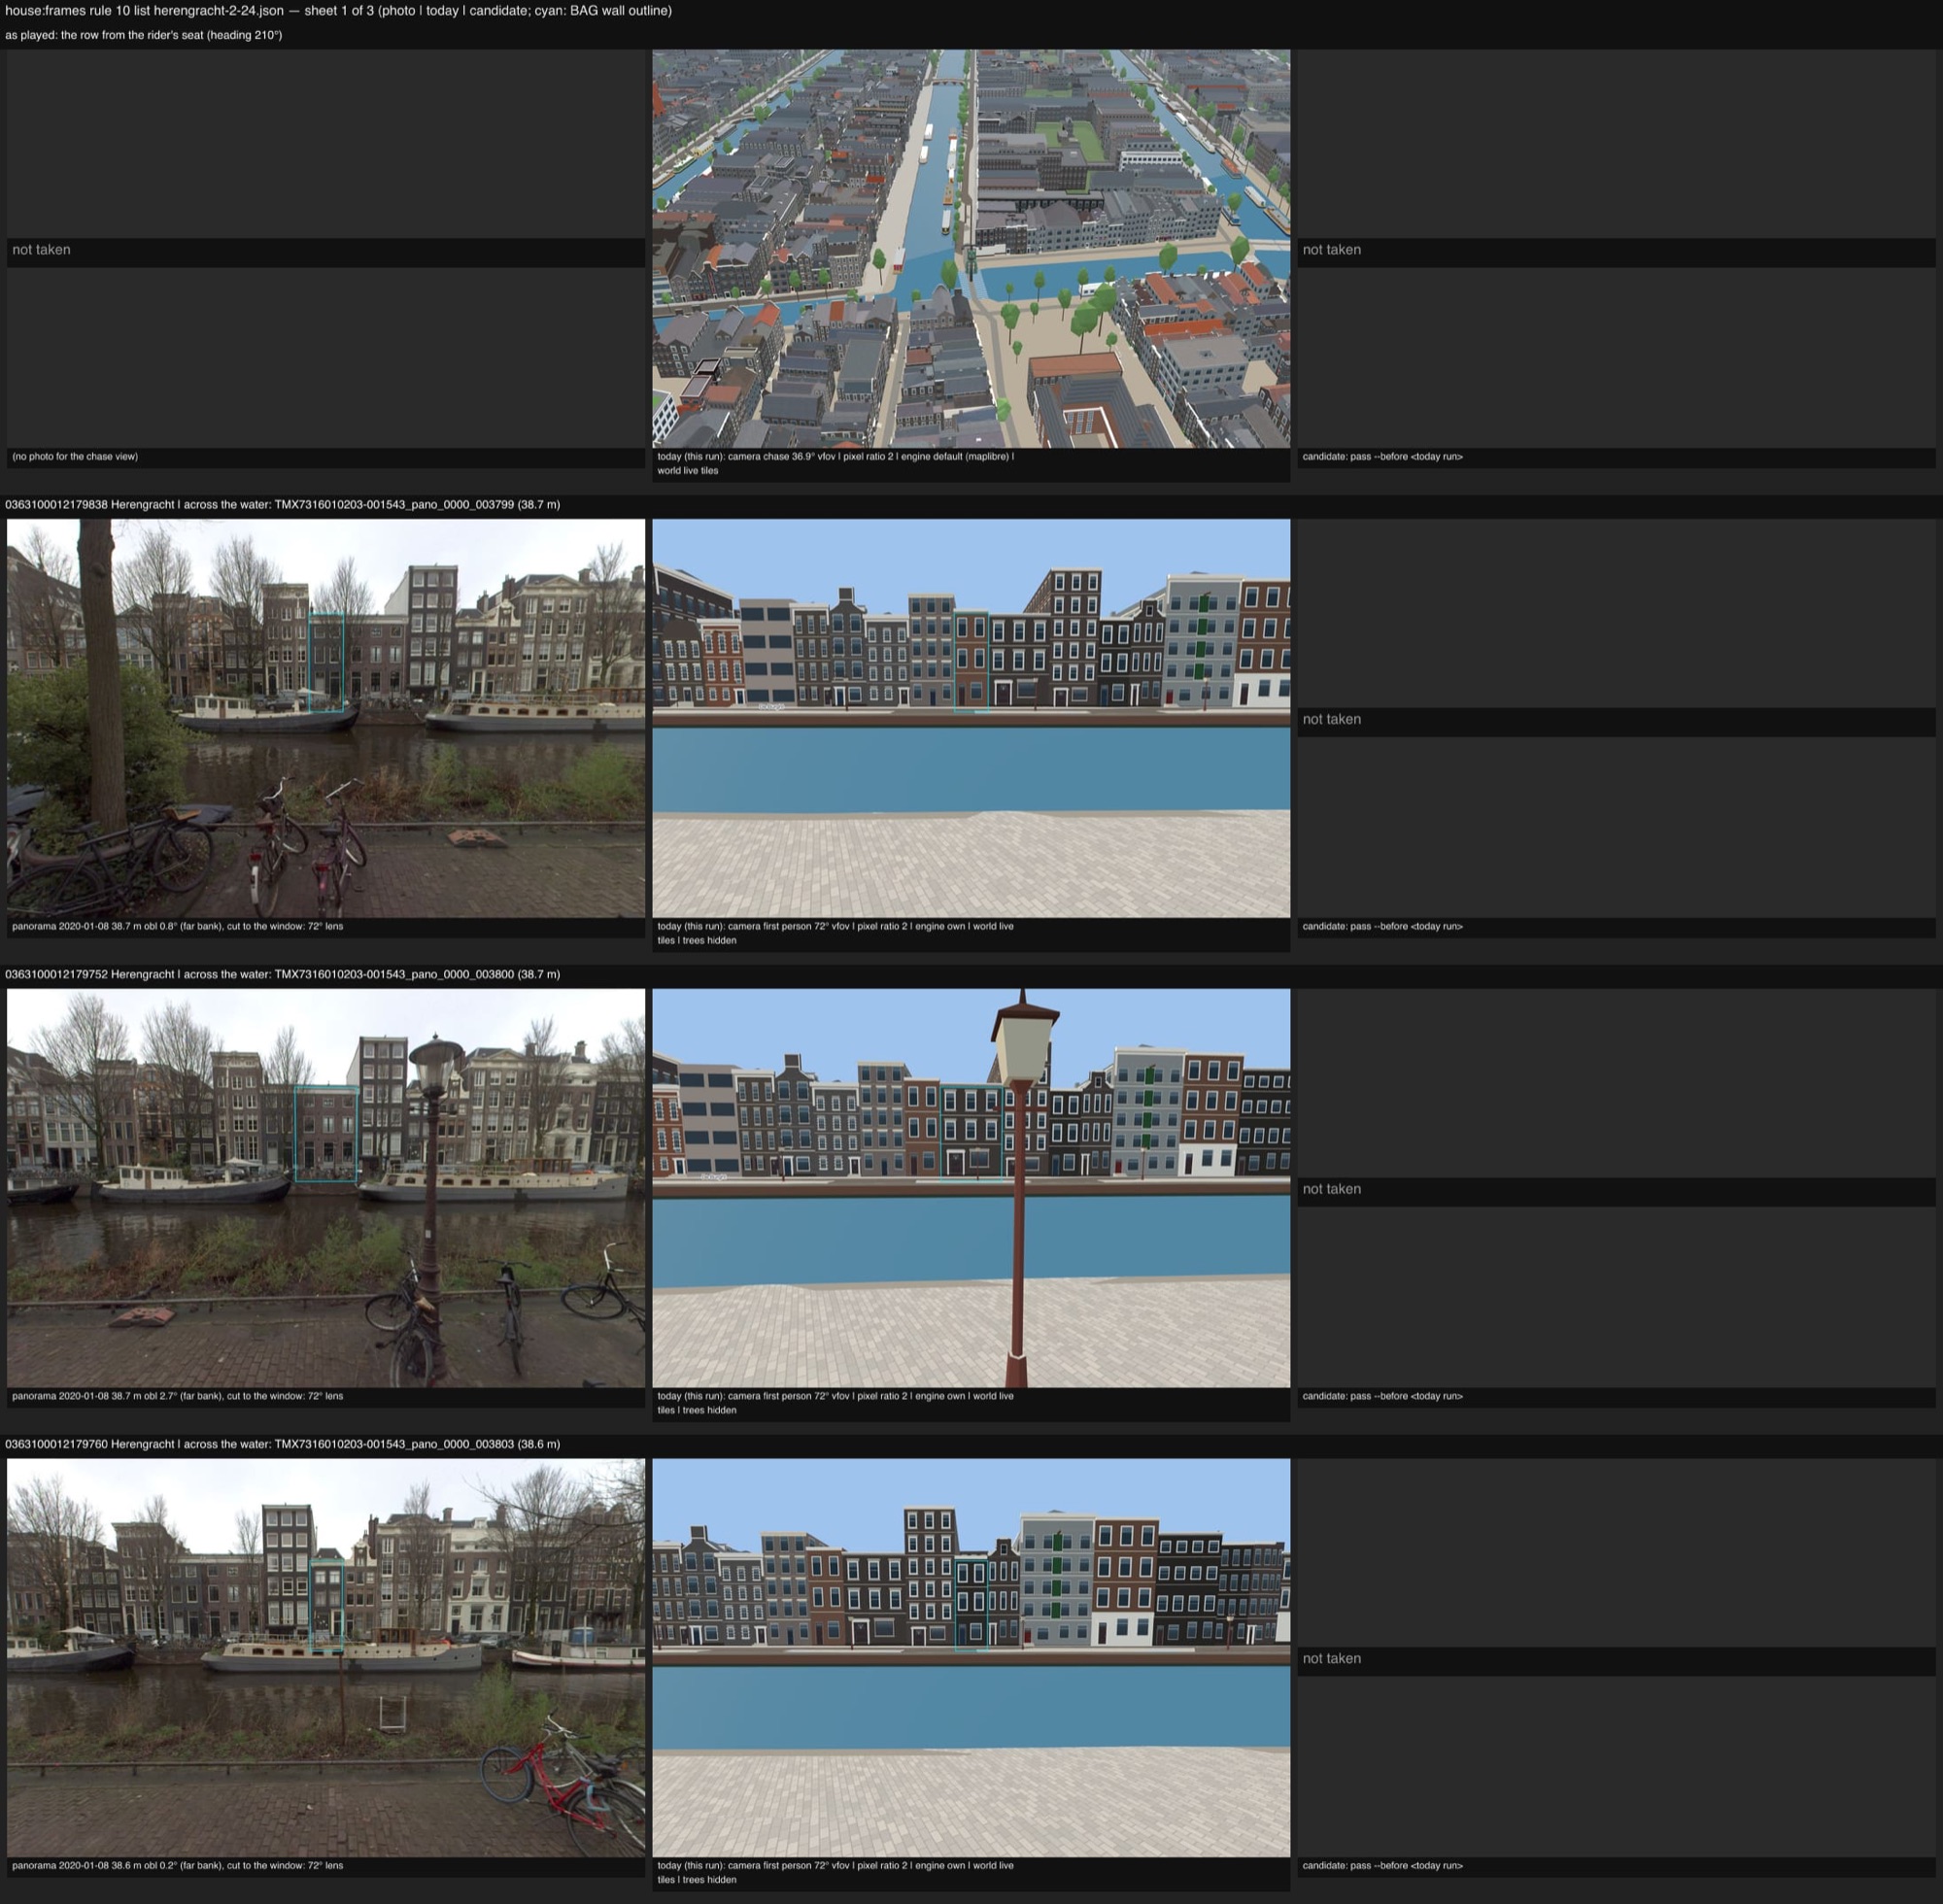 house:frames rule 10 list herengracht-2-24.json — sheet 1 of 3 (photo | today | candidate; cyan: BAG wall outline)
as played: the row from the rider's seat (heading 210°)
not taken
not taken
(no photo for the chase view)
today (this run): camera chase 36.9° vfov | pixel ratio 2 | engine default (maplibre) |
world live tiles
candidate: pass --before <today run>
0363100012179838 Herengracht | across the water: TMX7316010203-001543_pano_0000_003799 (38.7 m)
not taken
panorama 2020-01-08 38.7 m obl 0.8° (far bank), cut to the window: 72° lens
today (this run): camera first person 72° vfov | pixel ratio 2 | engine own | world live
tiles | trees hidden
candidate: pass --before <today run>
0363100012179752 Herengracht | across the water: TMX7316010203-001543_pano_0000_003800 (38.7 m)
not taken
panorama 2020-01-08 38.7 m obl 2.7° (far bank), cut to the window: 72° lens
today (this run): camera first person 72° vfov | pixel ratio 2 | engine own | world live
tiles | trees hidden
candidate: pass --before <today run>
0363100012179760 Herengracht | across the water: TMX7316010203-001543_pano_0000_003803 (38.6 m)
not taken
panorama 2020-01-08 38.6 m obl 0.2° (far bank), cut to the window: 72° lens
today (this run): camera first person 72° vfov | pixel ratio 2 | engine own | world live
tiles | trees hidden
candidate: pass --before <today run>